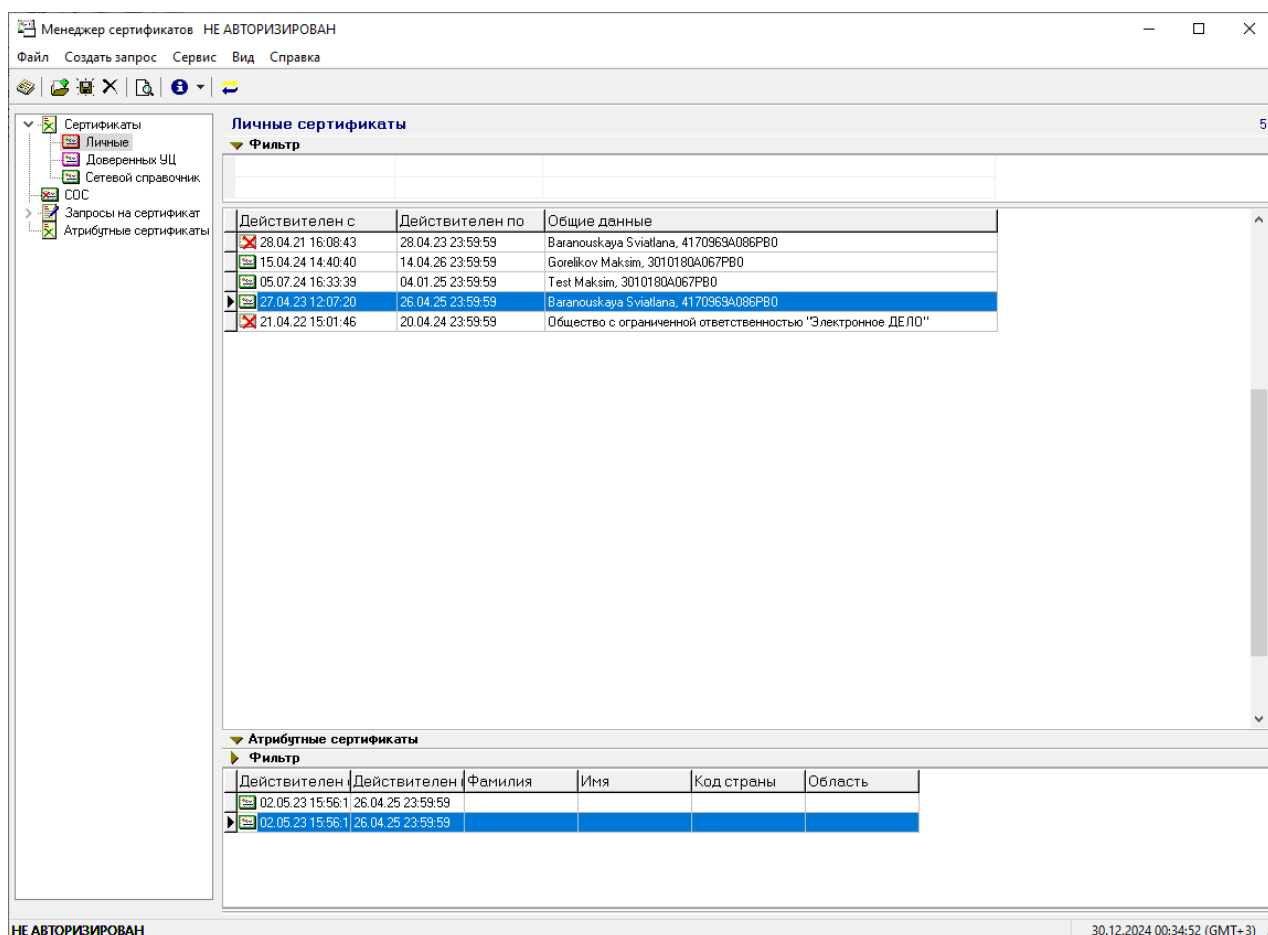 Менеджер сертификатов НЕ АВТОРИЗИРОВАН
Файл Создать запрос Сервис Вид Справка
Сертификаты
Личные
Доверенных УЦ
Сетевой справочник
СОС
Запросы на сертификат
Атрибутные сертификаты
Личные сертификаты 5
Фильтр
Действителен с Действителен по Общие данные
28.04.21 16:08:43 28.04.23 23:59:59 Baranouskaya Sviatlana, 4170969A086PB0
15.04.24 14:40:40 14.04.26 23:59:59 Gorelikov Maksim, 3010180A067PB0
05.07.24 16:33:39 04.01.25 23:59:59 Test Maksim, 3010180A067PB0
27.04.23 12:07:20 26.04.25 23:59:59 Baranouskaya Sviatlana, 4170969A086PB0
21.04.22 15:01:46 20.04.24 23:59:59 Общество с ограниченной ответственностью "Электронное ДЕЛО"
Атрибутные сертификаты
Фильтр
Действителен Действителен Фамилия Имя Код страны Область
02.05.23 15:56:1 26.04.25 23:59:59
02.05.23 15:56:1 26.04.25 23:59:59
НЕ АВТОРИЗИРОВАН 30.12.2024 00:34:52 (GMT+3)